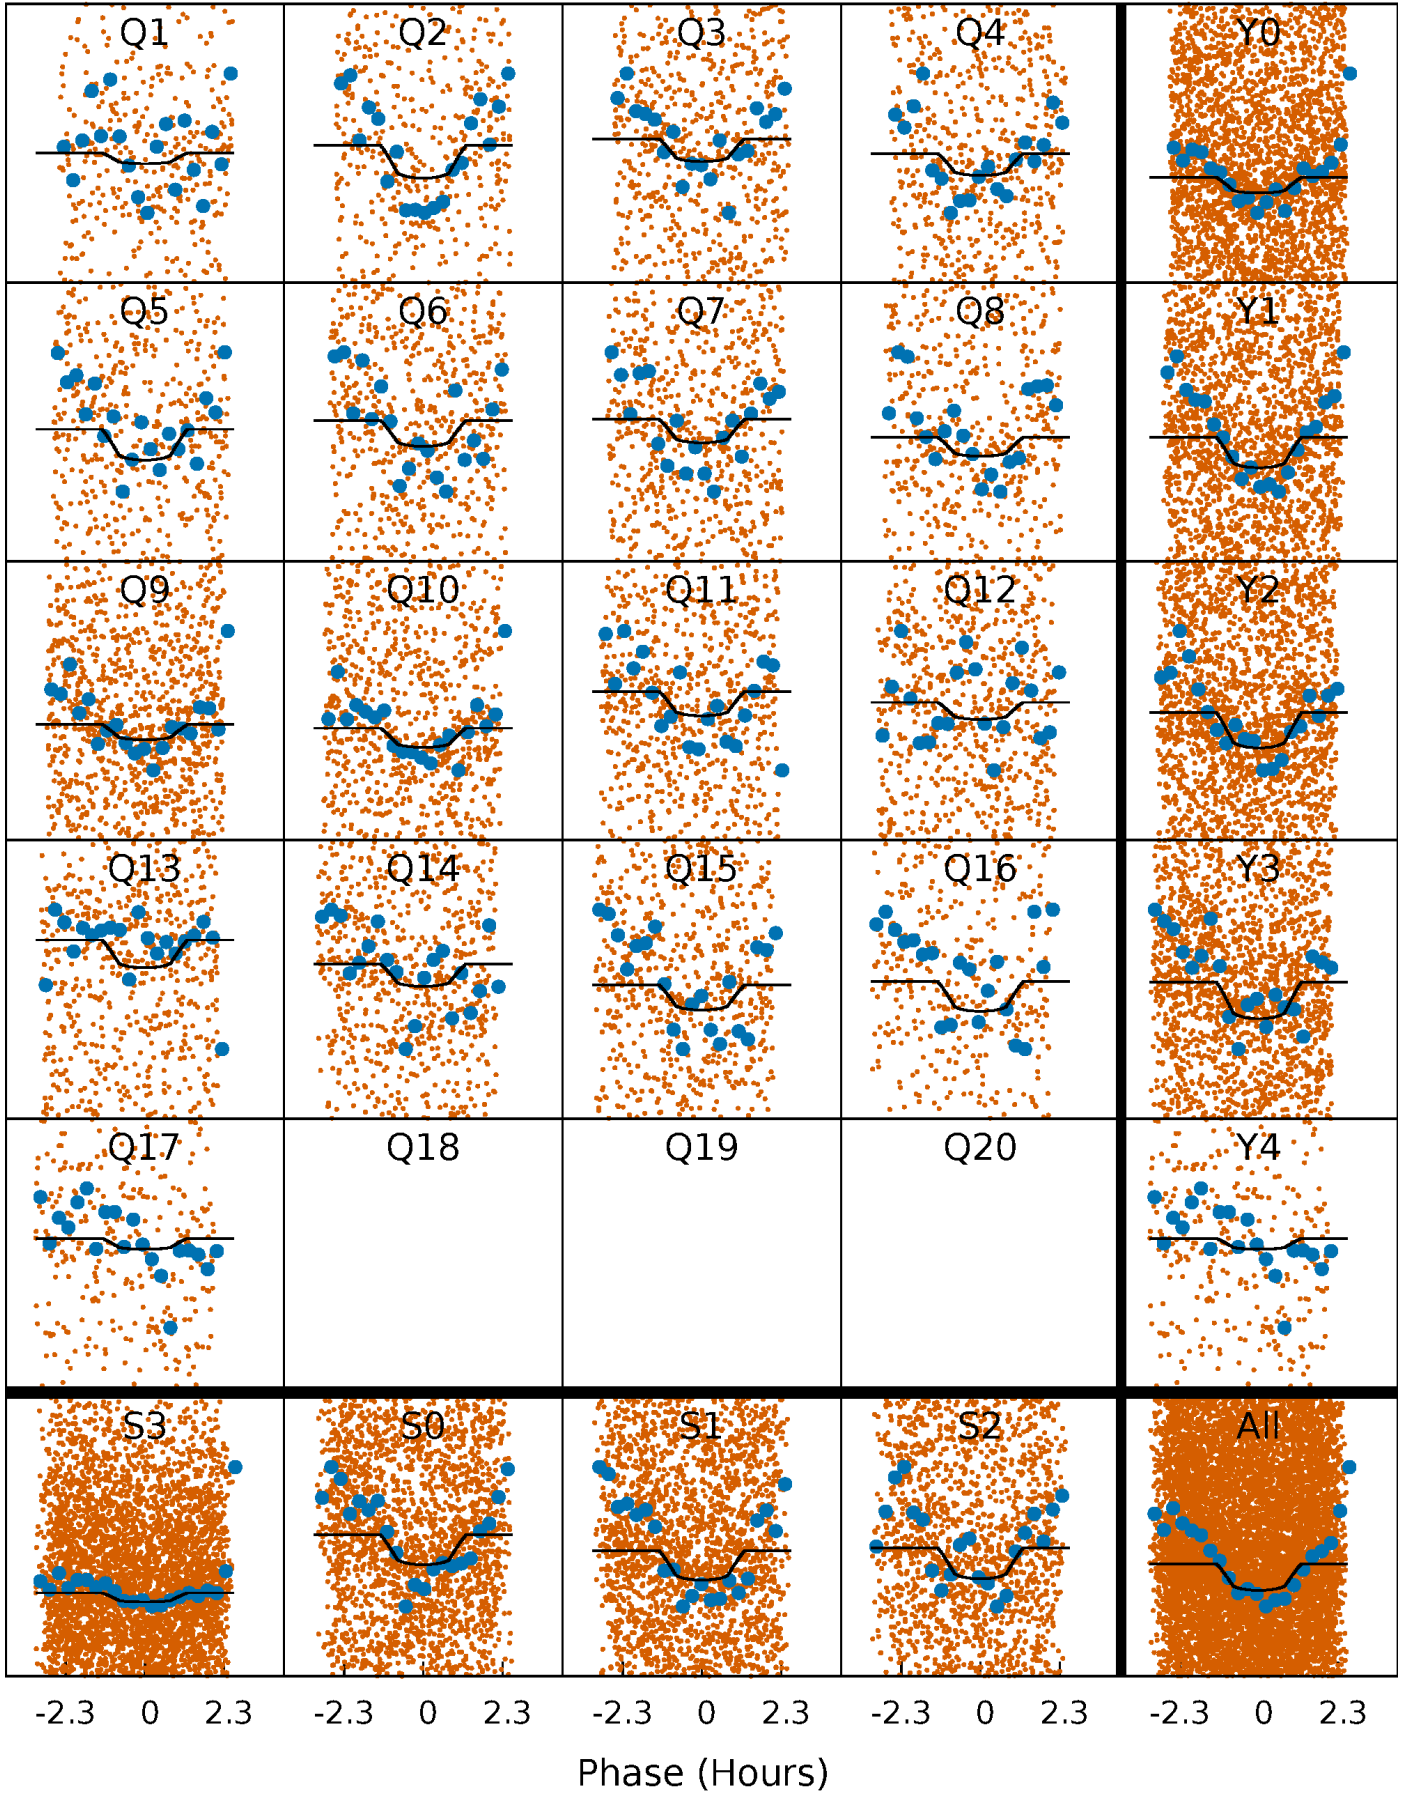 Q1 Q2 Q3 Q4 Y0
Q5 Q6 Q7 Q8 Y1
Q9 Q10 Q11 Q12 Y2
Q13 Q14 Q15 Q16 Y3
Q17 Q18 Q19 Q20 Y4
S3 S0 S1 S2 All
-2.3 0 2.3 -2.3 0 2.3 -2.3 0 2.3 -2.3 0 2.3 -2.3 0 2.3
Phase (Hours)